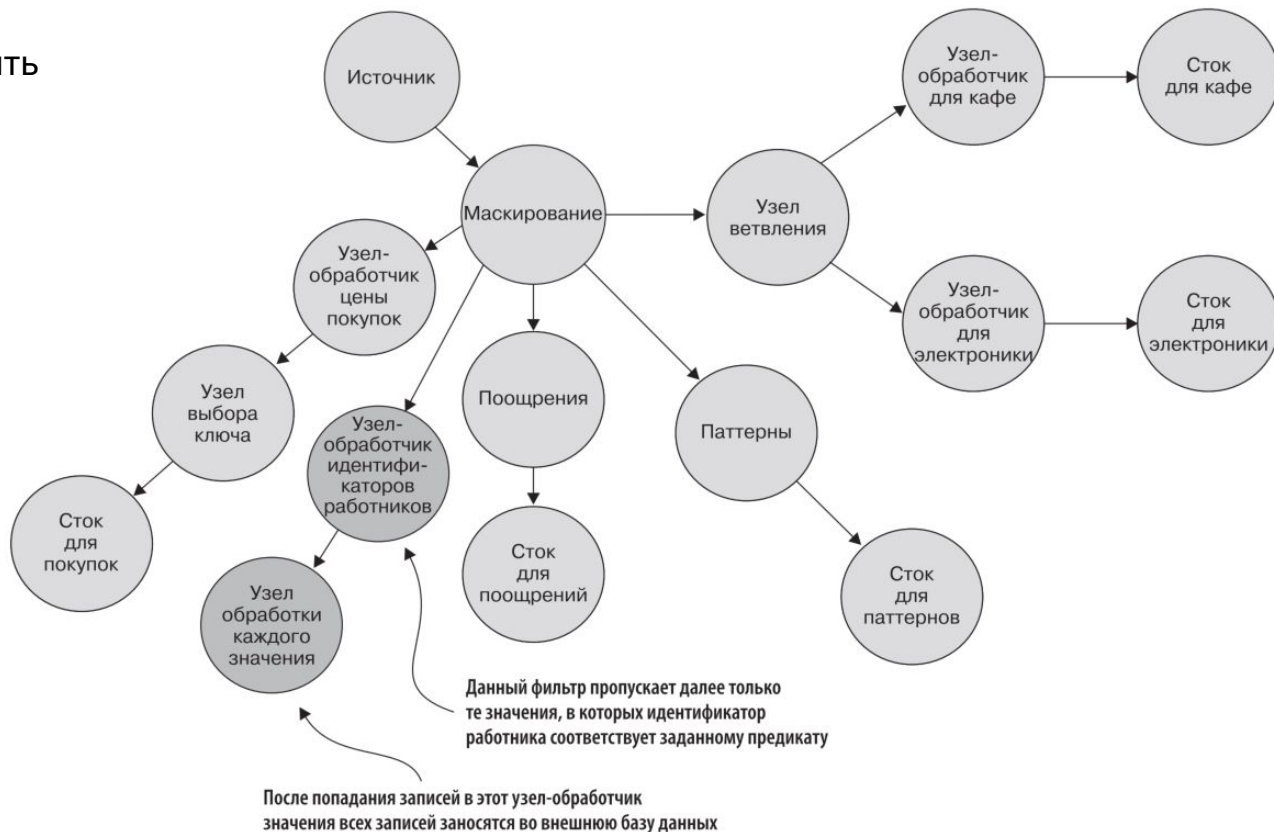 ить
Источник
Маскирование
Узел-
обработчик
для кафе
Сток
для кафе
Узел
ветвления
Узел-
обработчик
для
электроники
Сток
для
электроники
Узел-
обработчик
цены
покупок
Узел
выбора
ключа
Сток
для
покупок
Узел-
обработчик
идентифи-
каторов
работников
Узел
обработки
каждого
значения
Поощрения
Сток
для
поощрений
Паттерны
Сток
для
паттернов
Данный фильтр пропускает далее только
те значения, в которых идентификатор
работника соответствует заданному предикату
После попадания записей в этот узел-обработчик
значения всех записей заносятся во внешнюю базу данных